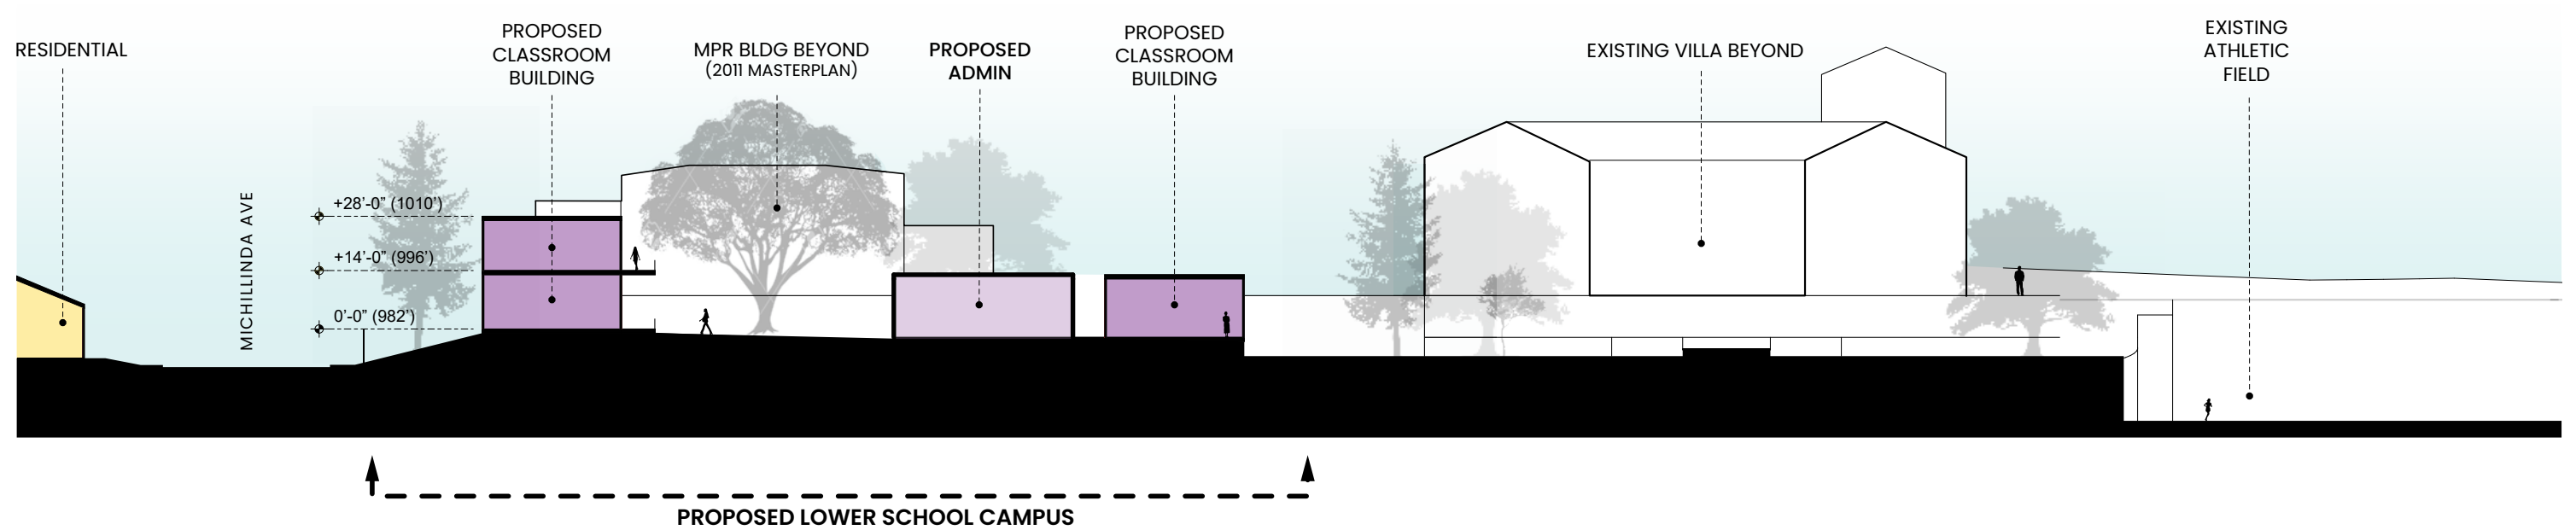 RESIDENTIAL
MICHILLINDA AVE
+28'-0" (1010')
+14'-0" (996')
0'-0" (982')
PROPOSED
CLASSROOM
BUILDING
MPR BLDG BEYOND
(2011 MASTERPLAN)
PROPOSED
ADMIN
PROPOSED
CLASSROOM
BUILDING
EXISTING VILLA BEYOND
EXISTING
ATHLETIC
FIELD
PROPOSED LOWER SCHOOL CAMPUS